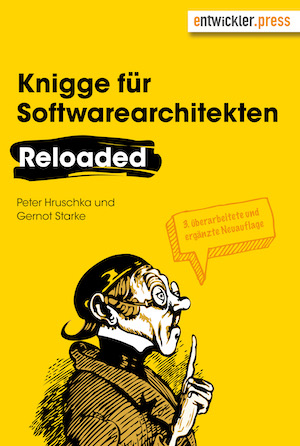 entwickler.press
Knigge für
Softwarearchitekten
Reloaded
Peter Hruschka und
Gernot Starke
3. überarbeitete und
ergänzte Neuauflage